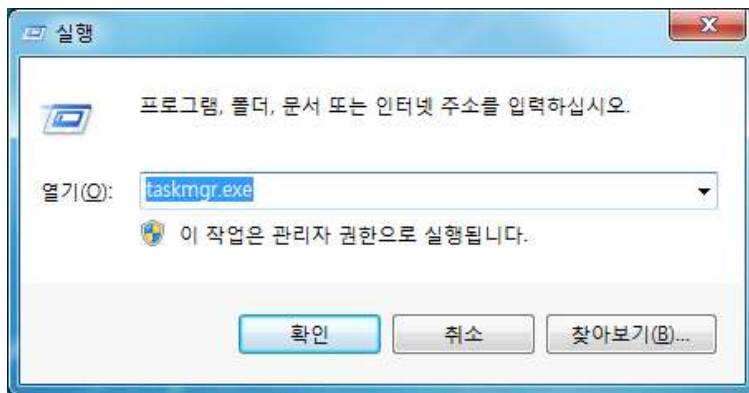 실행
프로그램, 폴더, 문서 또는 인터넷 주소를 입력하십시오.
열기(O): taskmgr.exe
이 작업은 관리자 권한으로 실행됩니다.
확인 취소 찾아보기(B)...